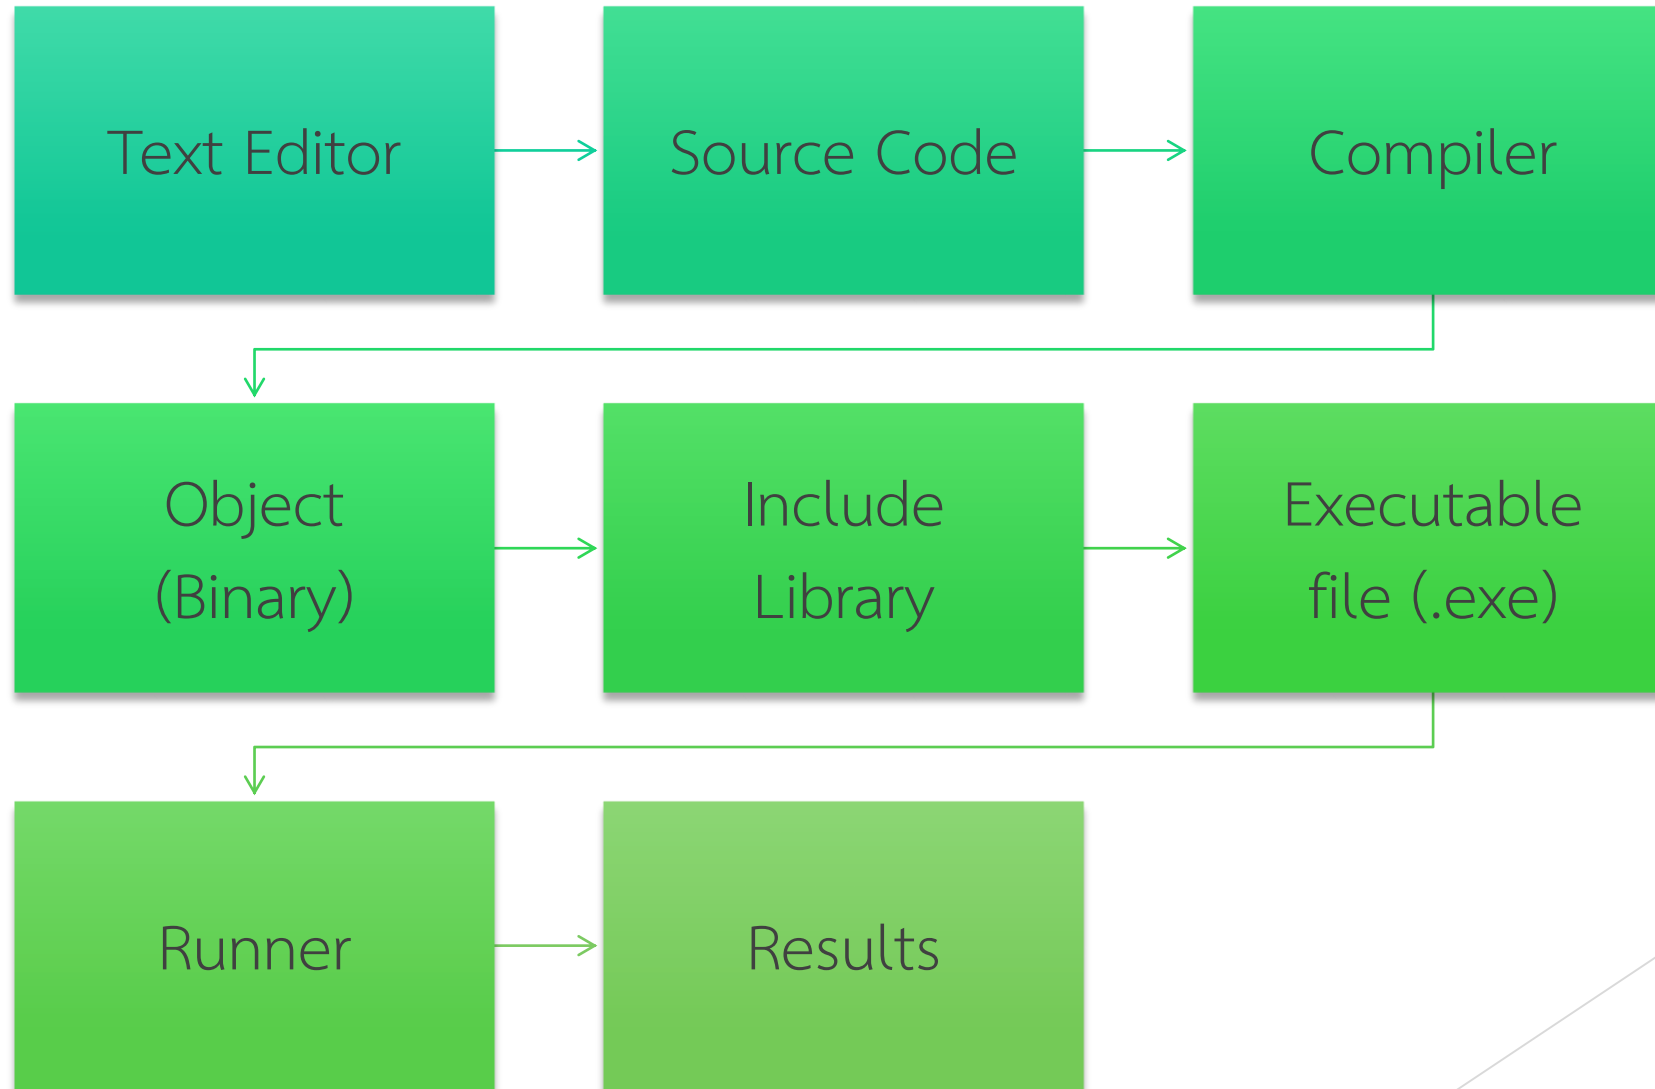 Text Editor
Source Code
Compiler
Object
(Binary)
Include
Library
Executable
file (.exe)
Runner
Results